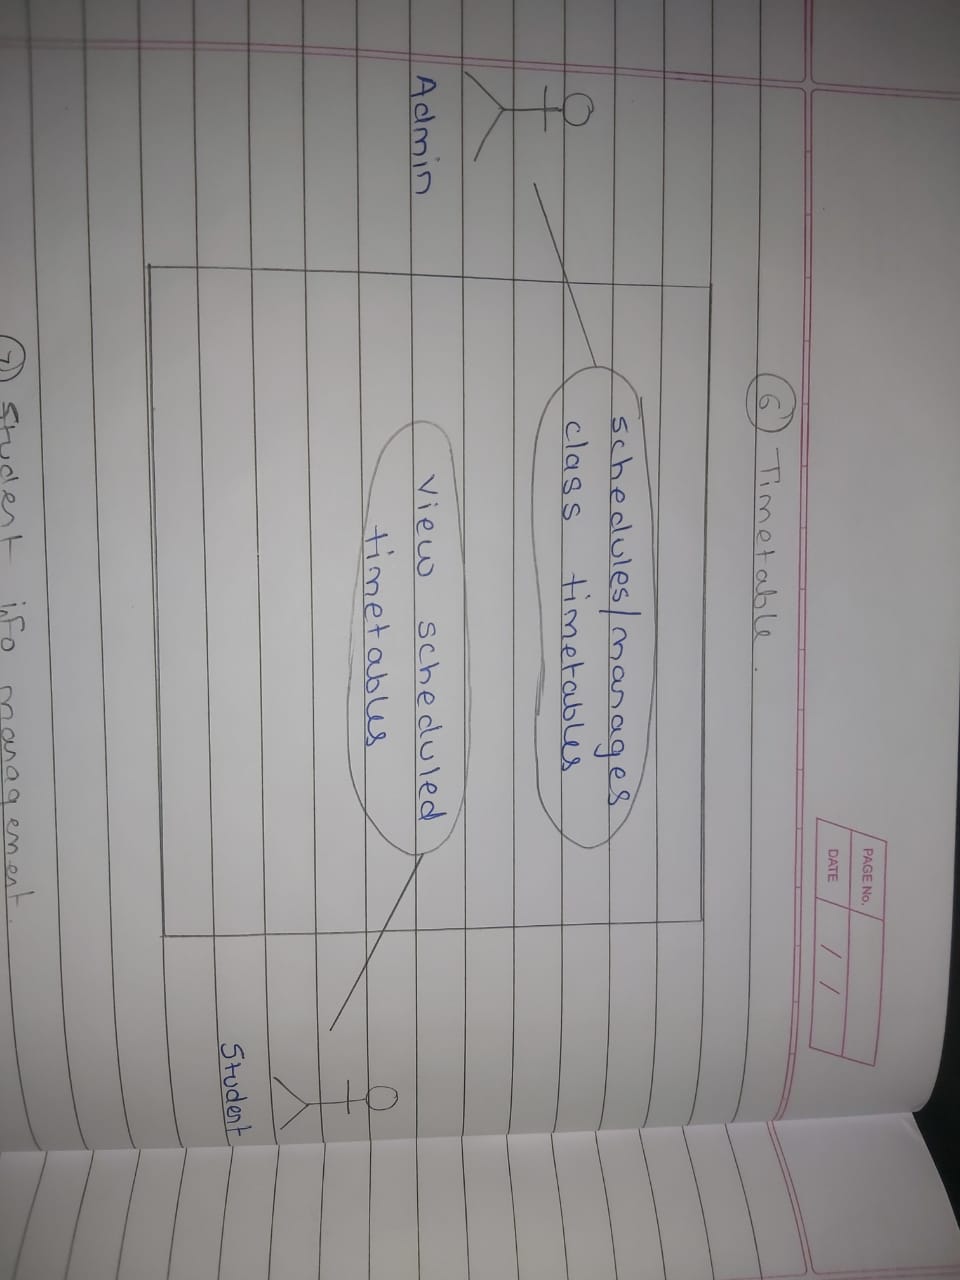 PAGE No.
DATE / /
6) Timetable.
schedules/manages
class timetables
Admin
view scheduled
timetables
Student
7) Student info management.